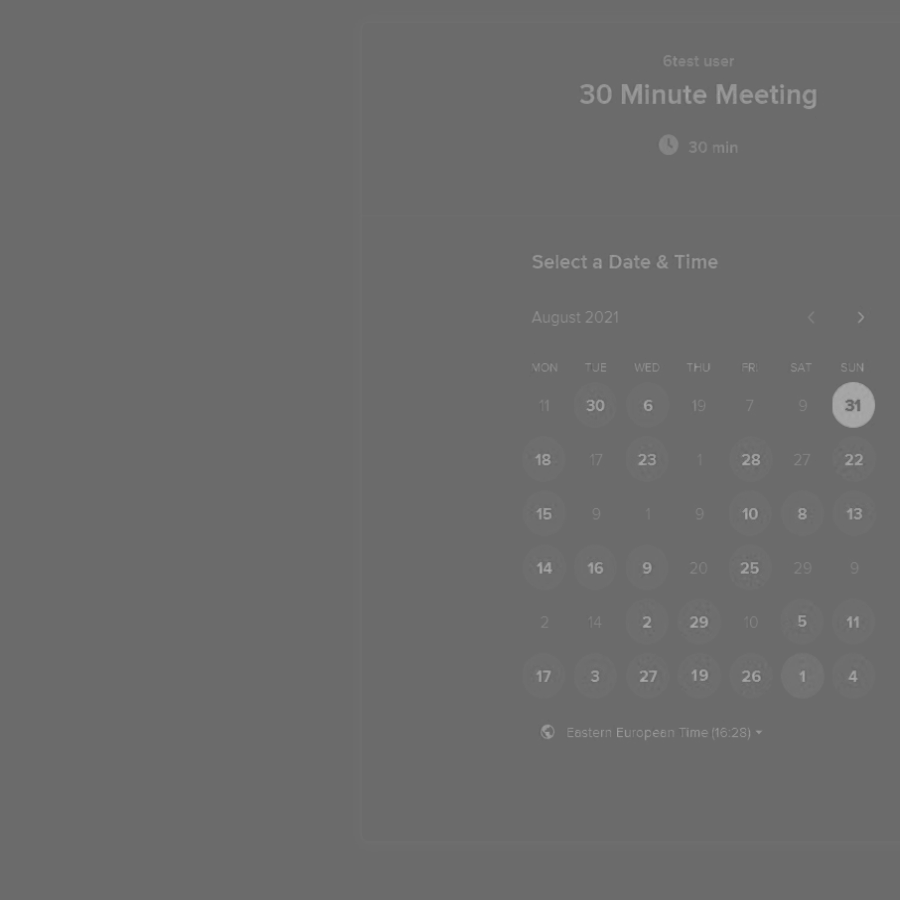 6test user
30 Minute Meeting
30 min
Select a Date & Time
August 2021
MON TUE WED THU FRI SAT SUN
11 30 6 19 7 9 31
18 17 23 1 28 27 22
15 9 1 9 10 8 13
14 16 9 20 25 29 9
2 14 2 29 10 5 11
17 3 27 19 26 1 4
Eastern European Time (16:28)